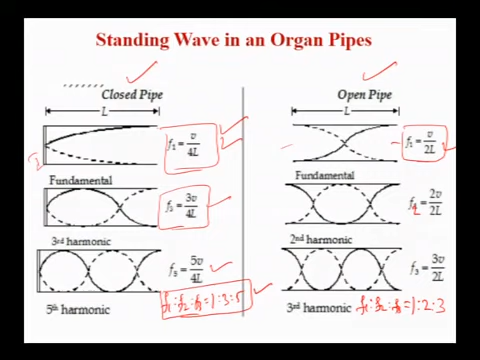 Standing Wave in an Organ Pipes
Closed Pipe
L
f₁ = v/4L
Fundamental
f₂ = 3v/4L
3rd harmonic
f₃ = 5v/4L
5th harmonic
f₁:f₂:f₃=1:3:5
Open Pipe
L
f₁ = v/2L
Fundamental
f₂ = 2v/2L
2nd harmonic
f₃ = 3v/2L
3rd harmonic f₁:f₂:f₃=1:2:3